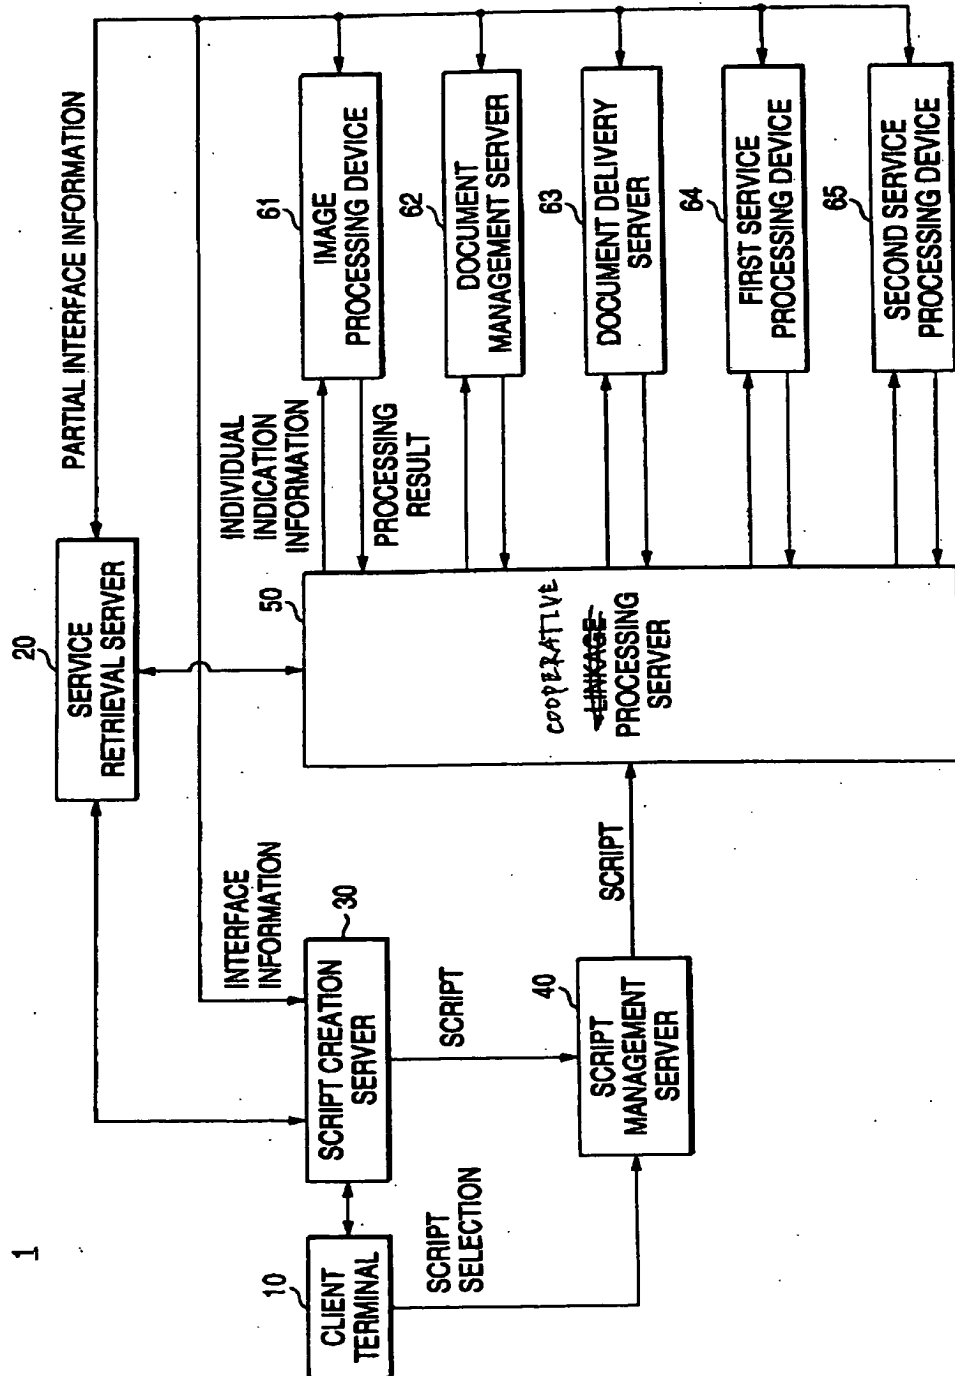 1
PARTIAL INTERFACE INFORMATION
20
SERVICE
RETRIEVAL SERVER
INTERFACE
INFORMATION
10
CLIENT
TERMINAL
30
SCRIPT CREATION
SERVER
SCRIPT
SELECTION
SCRIPT
40
SCRIPT
MANAGEMENT
SERVER
SCRIPT
50
COOPERATIVE
LINKAGE
PROCESSING
SERVER
INDIVIDUAL
INDICATION
INFORMATION
PROCESSING
RESULT
61
IMAGE
PROCESSING DEVICE
62
DOCUMENT
MANAGEMENT SERVER
63
DOCUMENT DELIVERY
SERVER
64
FIRST SERVICE
PROCESSING DEVICE
65
SECOND SERVICE
PROCESSING DEVICE